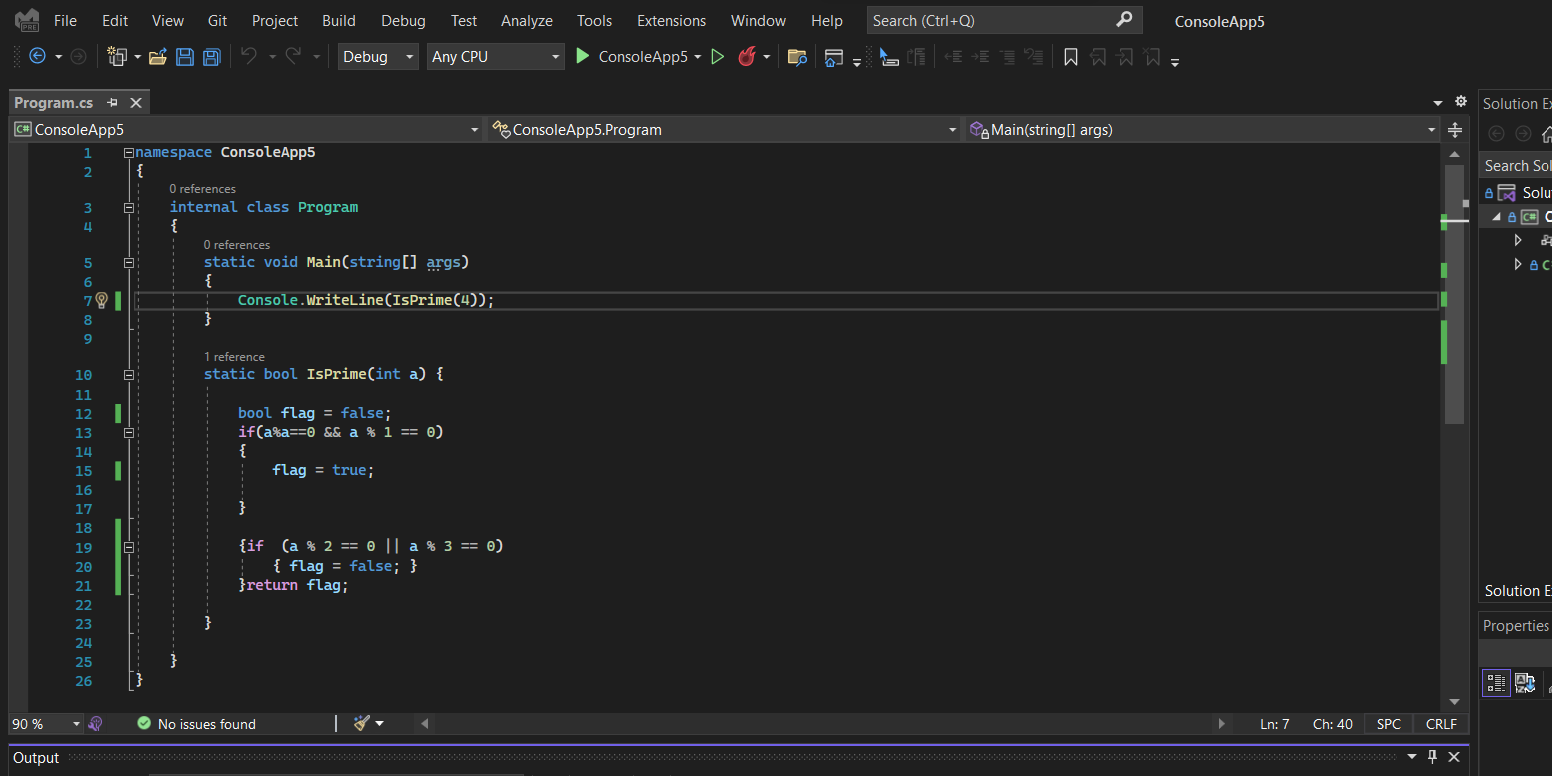 File Edit View Git Project Build Debug Test Analyze Tools Extensions Window Help Search (Ctrl+Q) ConsoleApp5
PRE
Debug Any CPU ConsoleApp5
Program.cs
Solution Ex
C# ConsoleApp5 ConsoleApp5.Program Main(string[] args)
Search Sol
Solu
C#
C
1 namespace ConsoleApp5
2 {
0 references
3 internal class Program
4 {
0 references
5 static void Main(string[] args)
6 {
7 Console.WriteLine(IsPrime(4));
8 }
9
1 reference
10 static bool IsPrime(int a) {
11
12 bool flag = false;
13 if(a%a==0 && a % 1 == 0)
14 {
15 flag = true;
16
17 }
18
19 {if  (a % 2 == 0 || a % 3 == 0)
20 { flag = false; }
21 }return flag;
22
23 }
24
25 }
26 }
Solution Ex
Properties
90 % No issues found Ln: 7 Ch: 40 SPC CRLF
Output